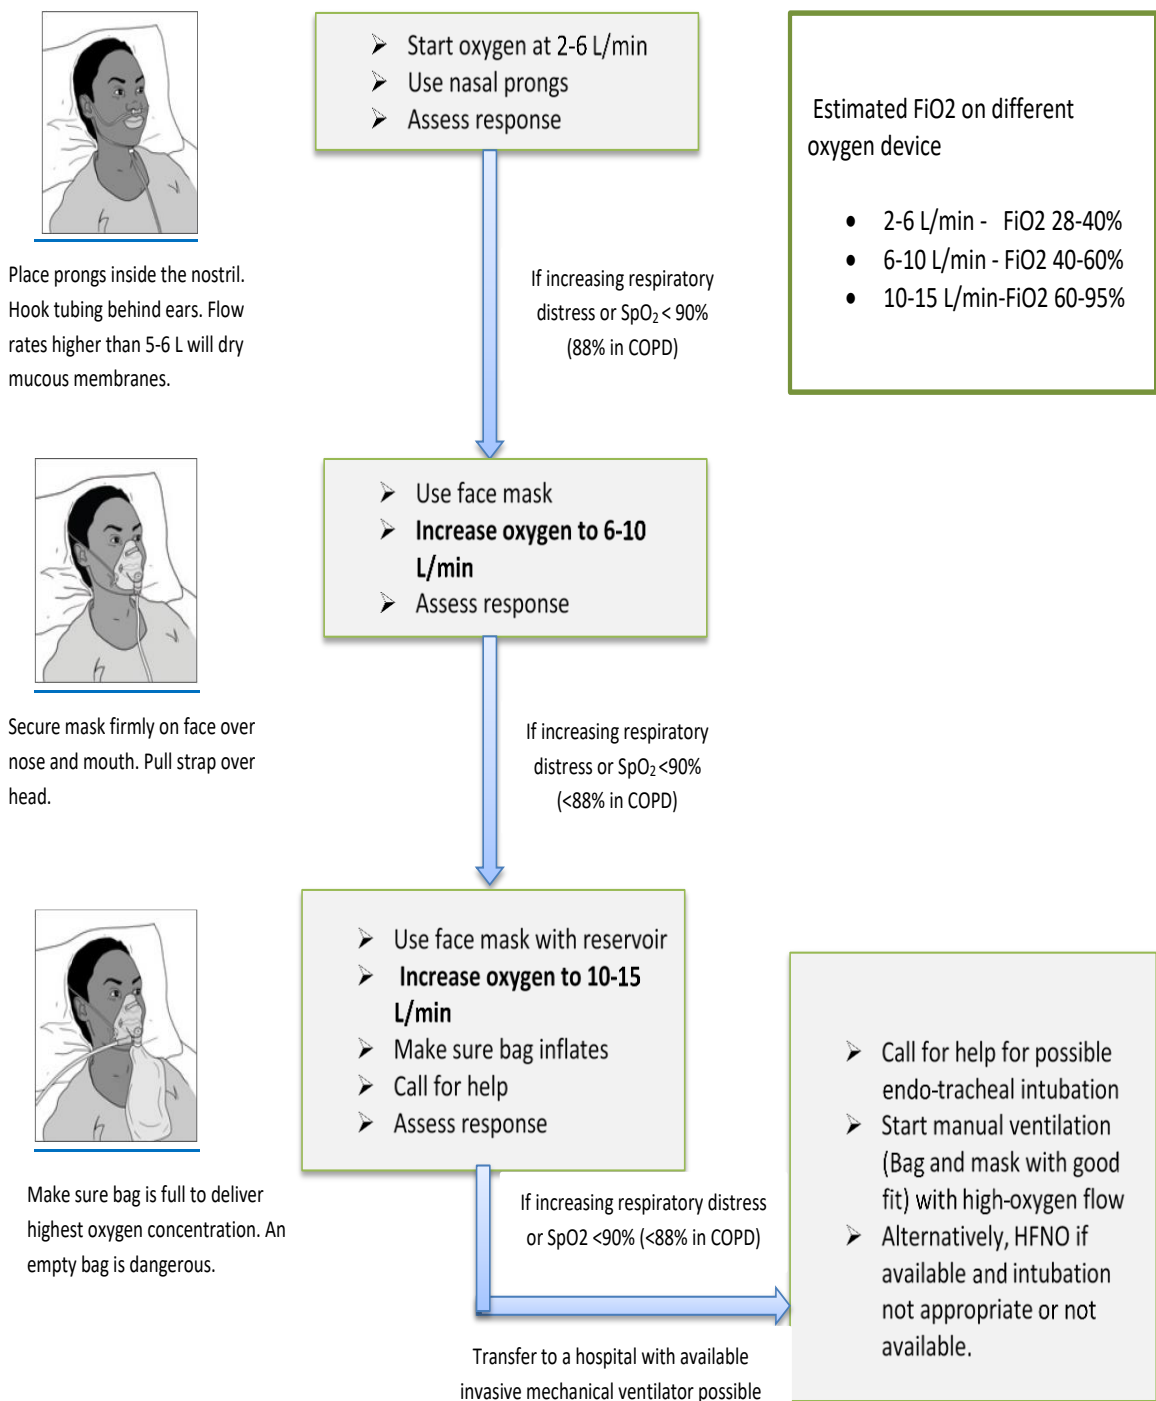 ➢ Start oxygen at 2-6 L/min
➢ Use nasal prongs
➢ Assess response
Estimated FiO2 on different
oxygen device
• 2-6 L/min - FiO2 28-40%
• 6-10 L/min - FiO2 40-60%
• 10-15 L/min-FiO2 60-95%
Place prongs inside the nostril.
Hook tubing behind ears. Flow
rates higher than 5-6 L will dry
mucous membranes.
If increasing respiratory
distress or SpO₂ < 90%
(88% in COPD)
➢ Use face mask
➢ Increase oxygen to 6-10
L/min
➢ Assess response
Secure mask firmly on face over
nose and mouth. Pull strap over
head.
If increasing respiratory
distress or SpO₂ <90%
(<88% in COPD)
➢ Use face mask with reservoir
➢ Increase oxygen to 10-15
L/min
➢ Make sure bag inflates
➢ Call for help
➢ Assess response
Make sure bag is full to deliver
highest oxygen concentration. An
empty bag is dangerous.
If increasing respiratory distress
or SpO2 <90% (<88% in COPD)
➢ Call for help for possible
endo-tracheal intubation
➢ Start manual ventilation
(Bag and mask with good
fit) with high-oxygen flow
➢ Alternatively, HFNO if
available and intubation
not appropriate or not
available.
Transfer to a hospital with available
invasive mechanical ventilator possible